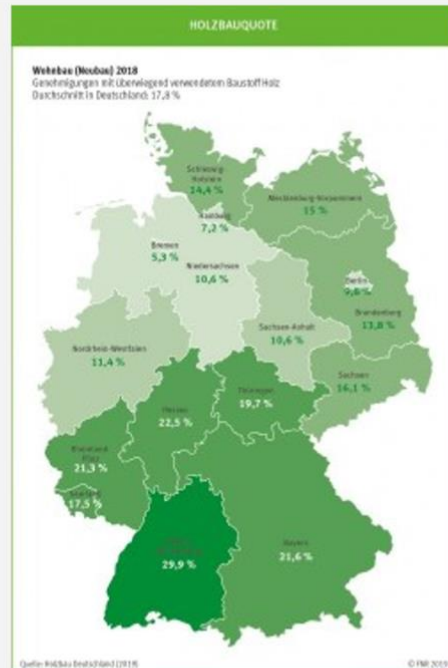 HOLZBAUQUOTE
Wohnbau (Neubau) 2018
Genehmigungen mit überwiegend verwendetem Baustoff Holz
Durchschnitt in Deutschland: 17,8 %
Schleswig-
Holstein
14,4 %
Mecklenburg-Vorpommern
15 %
Hamburg
7,2 %
Bremen
5,3 %
Niedersachsen
10,6 %
Berlin
Brandenburg
13,8 %
Sachsen-Anhalt
10,6 %
Nordrhein-Westfalen
11,4 %
Sachsen
16,1 %
Thüringen
19,7 %
Hessen
22,5 %
Rheinland-
Pfalz
21,3 %
Saarland
17,5 %
29,9 %
Bayern
21,6 %
Quelle: Holzbau Deutschland (2019)
© FNR 2019